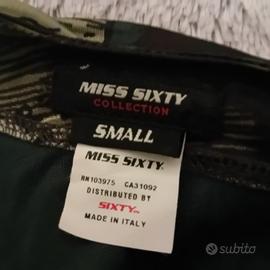 MISS SIXTY
COLLECTION
SMALL
MISS SIXTY
RN103975 CA31092
DISTRIBUTED BY
SIXTY
MADE IN ITALY
subito